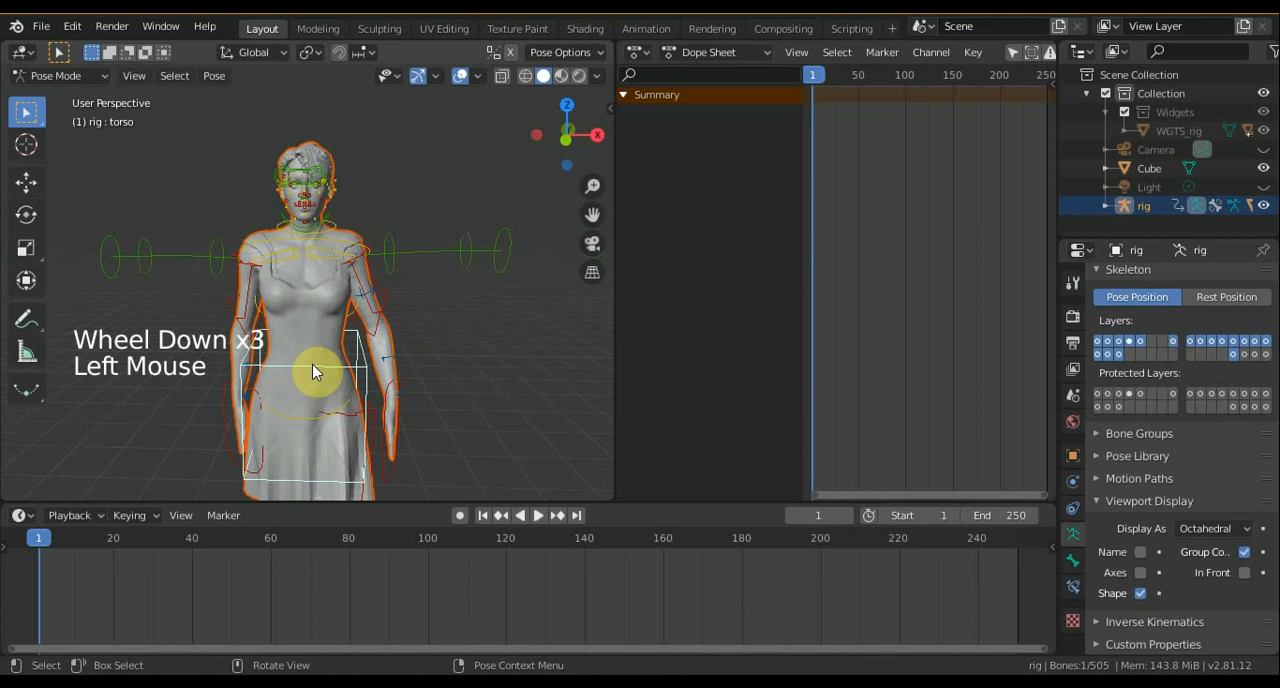 File Edit Render Window Help Layout Modeling Sculpting UV Editing Texture Paint Shading Animation Rendering Compositing Scripting + Scene View Layer
Global Pose Options Dope Sheet View Select Marker Channel Key
Pose Mode View Select Pose
1 50 100 150 200 250
Scene Collection
Summary
Collection
User Perspective
(1) rig : torso
Z
X
Widgets
WGTS_rig
Camera
Cube
Light
rig
rig rig
Skeleton
Pose Position Rest Position
Layers:
Wheel Down x3
Left Mouse
Protected Layers:
Bone Groups
Pose Library
Motion Paths
Viewport Display
Playback Keying View Marker 1 Start 1 End 250
Display As Octahedral
1 20 40 60 80 100 120 140 160 180 200 220 240
Name Group Co..
Axes In Front
Shape
Inverse Kinematics
Custom Properties
Select Box Select Rotate View Pose Context Menu rig | Bones:1/505 | Mem: 143.8 MiB | v2.81.12